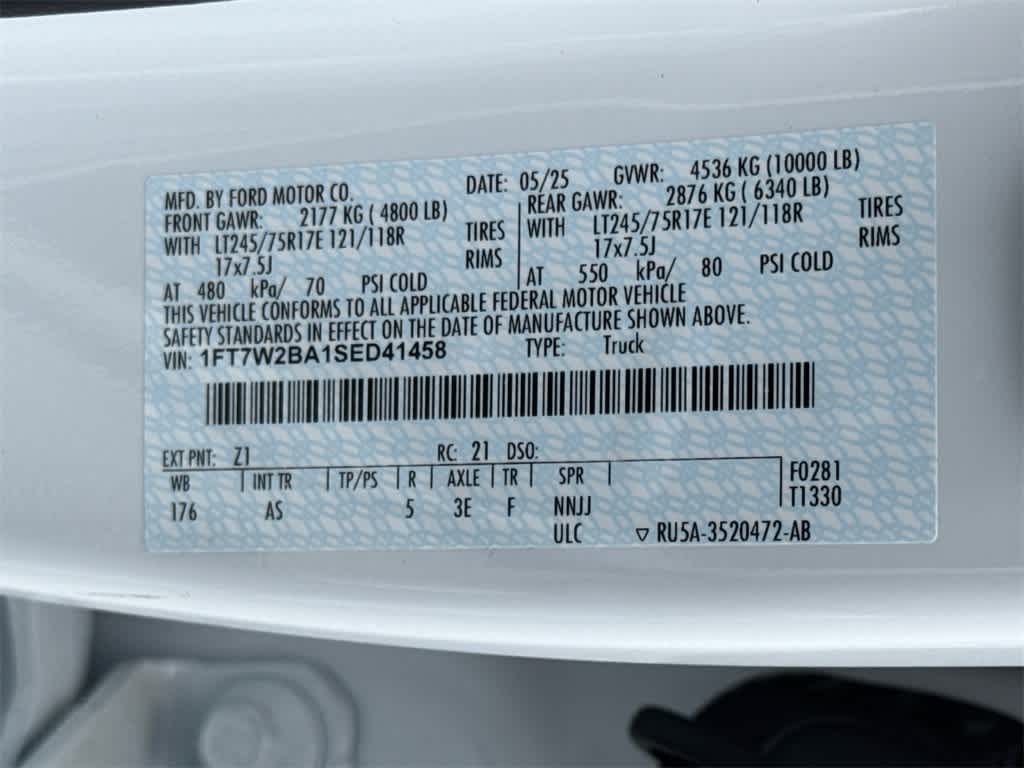 MFD. BY FORD MOTOR CO. DATE: 05/25 GVWR: 4536 KG (10000 LB)
FRONT GAWR: 2177 KG ( 4800 LB) REAR GAWR: 2876 KG ( 6340 LB)
WITH LT245/75R17E 121/118R TIRES WITH LT245/75R17E 121/118R TIRES
17x7.5J RIMS 17x7.5J RIMS
AT 480 kPa/ 70 PSI COLD AT 550 kPa/ 80 PSI COLD
THIS VEHICLE CONFORMS TO ALL APPLICABLE FEDERAL MOTOR VEHICLE
SAFETY STANDARDS IN EFFECT ON THE DATE OF MANUFACTURE SHOWN ABOVE.
VIN: 1FT7W2BA1SED41458 TYPE: Truck
EXT PNT: Z1 RC: 21 DSO:
WB | INT TR | TP/PS | R | AXLE | TR | SPR | F0281
176 AS 5 3E F NNJJ T1330
ULC ▽ RU5A-3520472-AB